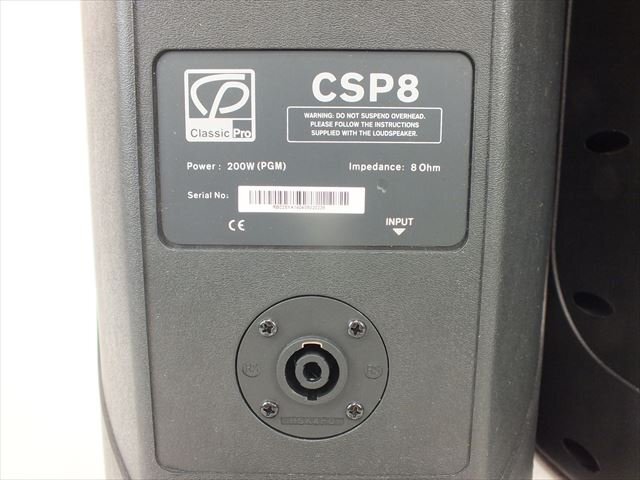 CSP8
Classic Pro
WARNING: DO NOT SUSPEND OVERHEAD.
PLEASE FOLLOW THE INSTRUCTIONS
SUPPLIED WITH THE LOUDSPEAKER.
Power : 200W (PGM)
Impedance: 8 Ohm
Serial No:
CE
INPUT